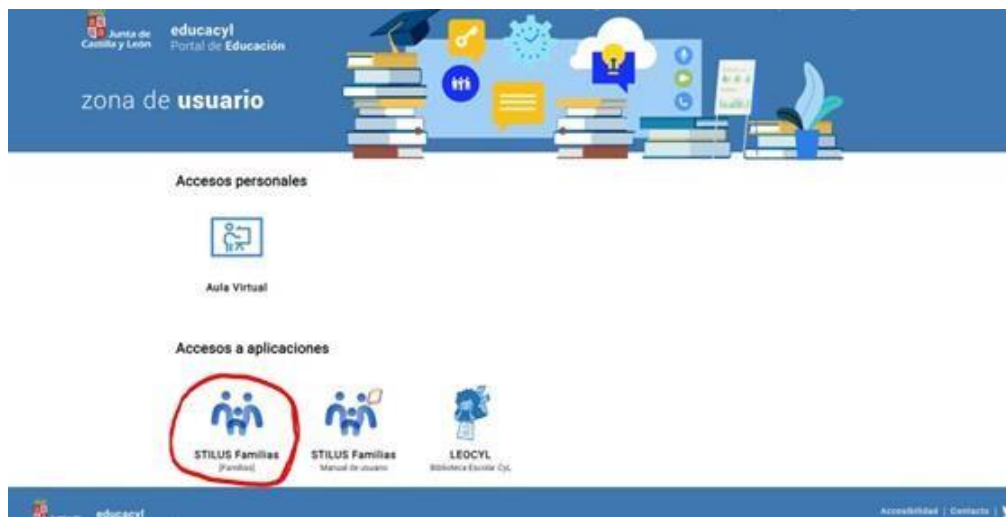 Junta de
Castilla y León
educacyl
Portal de Educación
zona de usuario
Accesos personales
Aula Virtual
Accesos a aplicaciones
STILUS Familias
[Familias]
STILUS Familias
Manual de usuario
LEOCYL
Biblioteca Escolar CyL
educacyl
Accesibilidad | Contacto |